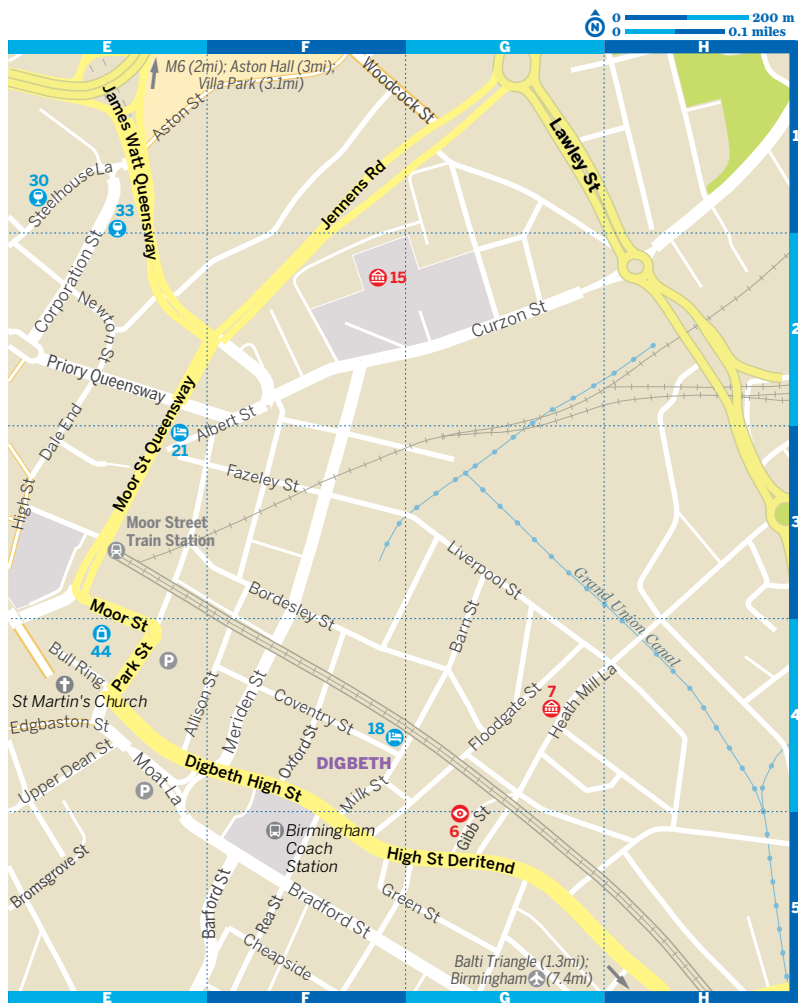 N
0 200 m
0 0.1 miles
E F G H
M6 (2mi); Aston Hall (3mi);
Villa Park (3.1mi)
Woodcock St
James Watt Queensway
Aston St
Lawley St
1
Steelhouse La
30
33
Jennens Rd
Corporation St
15
Newton St
Curzon St
2
Priory Queensway
Moor St Queensway
Albert St
21
Dale End
Fazeley St
High St
Moor Street
Train Station
3
Liverpool St
Grand Union Canal
Bordesley St
Barn St
Moor St
44
Park St
P
Bull Ring
St Martin's Church
Edgbaston St
Allison St
Meriden St
Coventry St
18
7
Floodgate St
Heath Mill La
4
Oxford St
DIGBETH
Upper Dean St
Moat La
P
Digbeth High St
Milk St
6
Gibb St
Birmingham
Coach
Station
High St Deritend
Bromsgrove St
Barford St
Rea St
Bradford St
Green St
5
Cheapside
Balti Triangle (1.3mi);
Birmingham (7.4mi)
E F G H